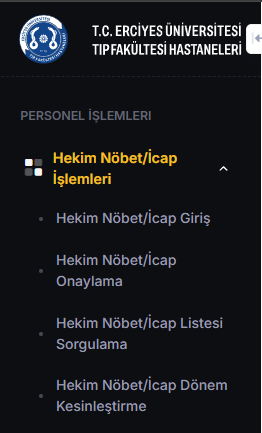 T.C. ERCİYES ÜNİVERSİTESİ
TIP FAKÜLTESİ HASTANELERİ
PERSONEL İŞLEMLERİ
Hekim Nöbet/İcap
İşlemleri
Hekim Nöbet/İcap Giriş
Hekim Nöbet/İcap
Onaylama
Hekim Nöbet/İcap Listesi
Sorgulama
Hekim Nöbet/İcap Dönem
Kesinleştirme